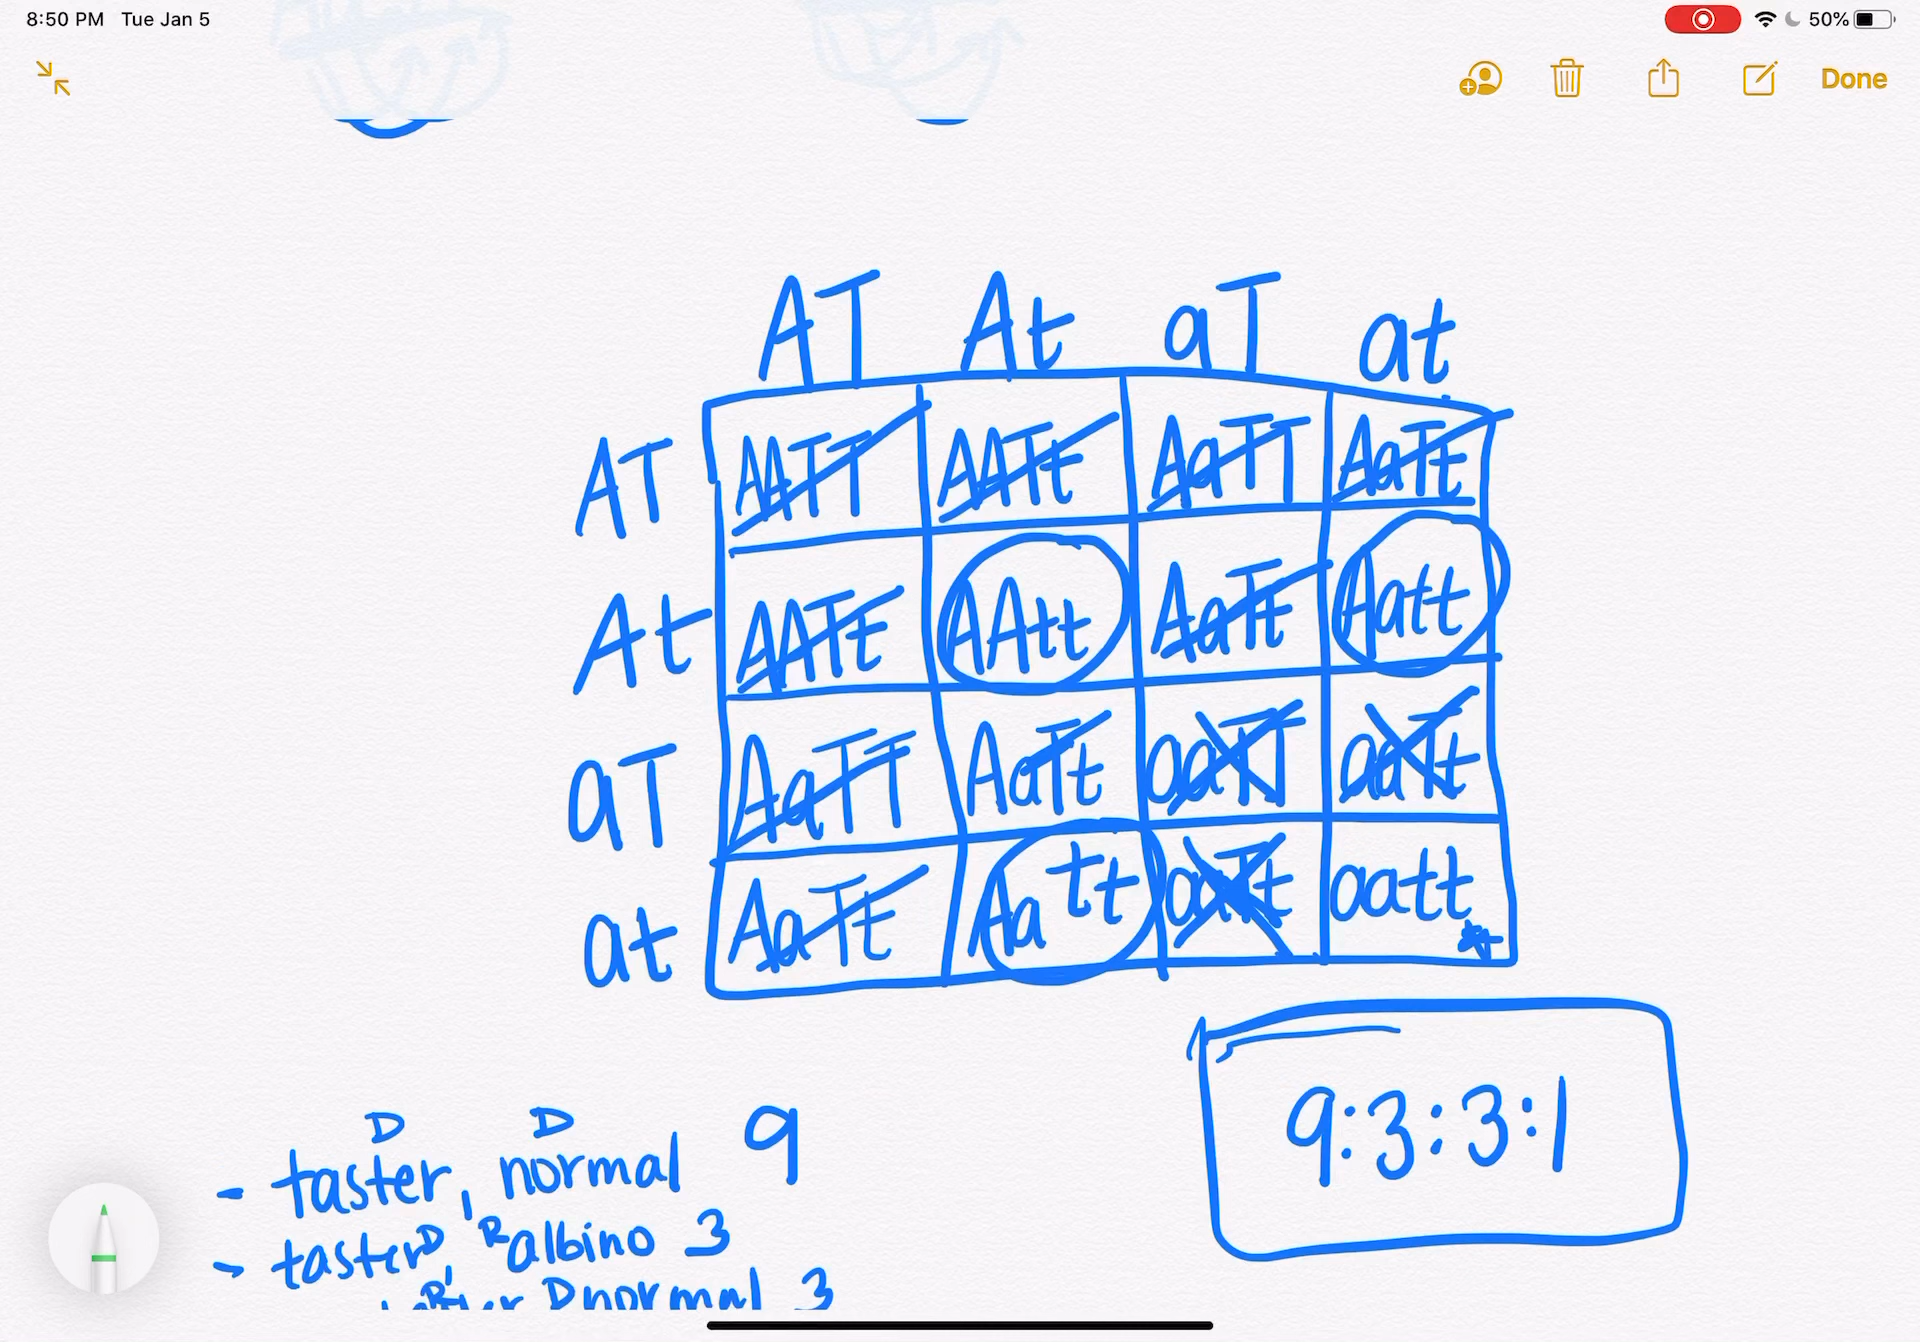 8:50 PM Tue Jan 5
50%
Done
AT At aT at
AT AATT AATt AaTT AaTt
At AATt AAtt AaTt Aatt
aT AaTT AaTt aaTT aaTt
at AaTt Aatt aaTt aatt
9:3:3:1
D D
- taster, normal 9
- taster D, R albino 3
R D normal 3